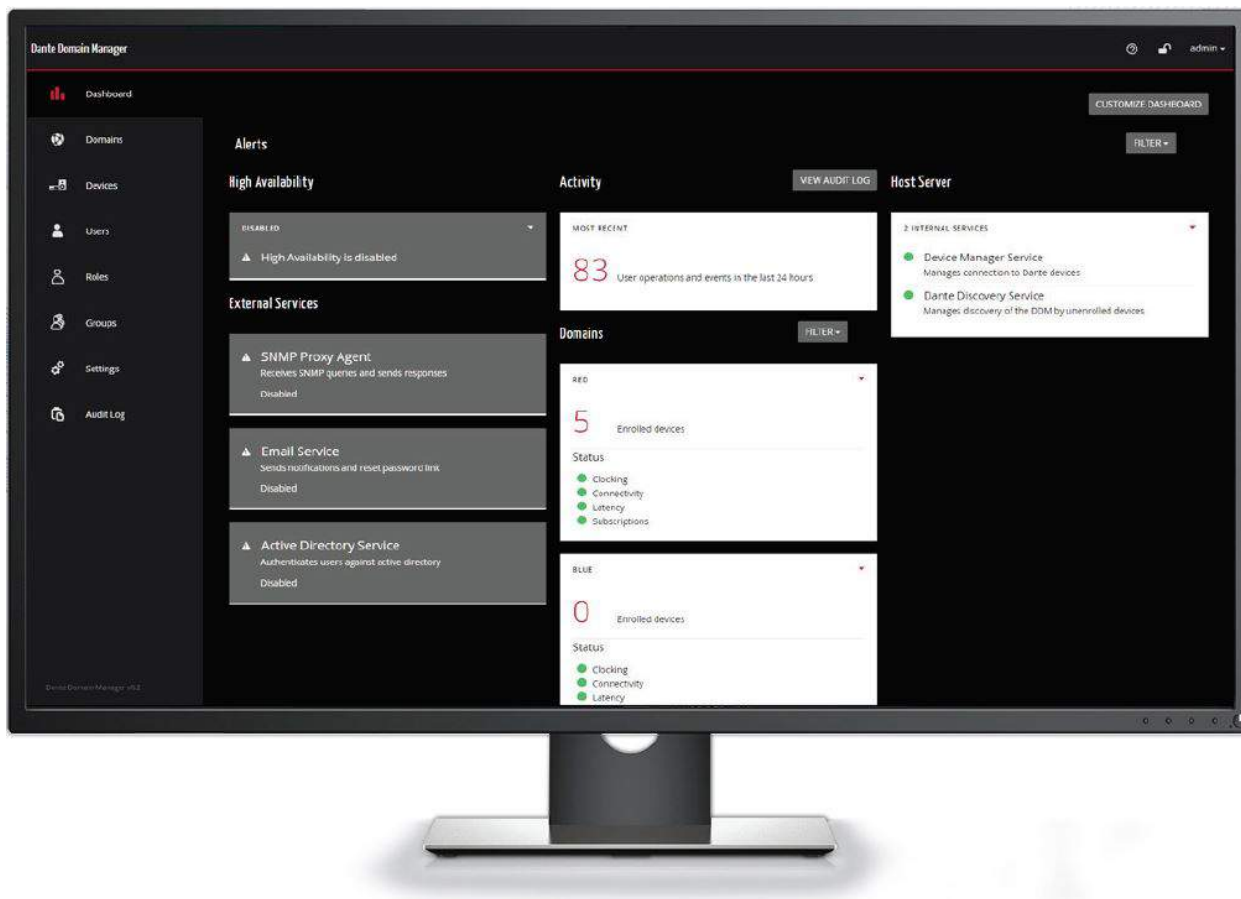 Dante Domain Manager
admin
Dashboard
Domains
Devices
Users
Roles
Groups
Settings
Audit Log
CUSTOMIZE DASHBOARD
Alerts
FILTER
High Availability
DISABLED
High Availability is disabled
External Services
SNMP Proxy Agent
Receives SNMP queries and sends responses
Disabled
Email Service
Sends notifications and reset password link
Disabled
Active Directory Service
Authenticates users against active directory
Disabled
Activity
VIEW AUDIT LOG
MOST RECENT
83 User operations and events in the last 24 hours
Domains
FILTER
RED
5 Enrolled devices
Status
Clocking
Connectivity
Latency
Subscriptions
BLUE
0 Enrolled devices
Status
Clocking
Connectivity
Latency
Host Server
2 INTERNAL SERVICES
Device Manager Service
Manages connection to Dante devices
Dante Discovery Service
Manages discovery of the DDM by unenrolled devices
Dante Domain Manager